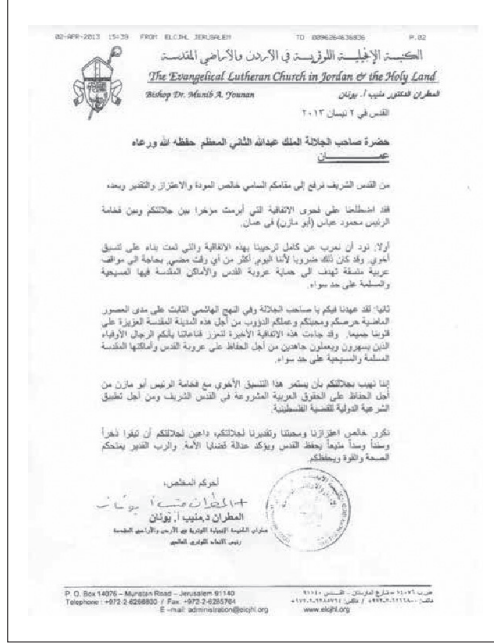 02-APR-2013 15:39 FROM ELCJHL JERUSALEM TO 0096264636836 P.02
الكنيسة الإنجيلية اللوثرية في الأردن والأراضي المقدسة
The Evangelical Lutheran Church in Jordan & the Holy Land
Bishop Dr. Munib A. Younan المطران الدكتور منيب أ. يونان
القدس في ٢ نيسان ٢٠١٣
حضرة صاحب الجلالة الملك عبدالله الثاني المعظم حفظه الله ورعاه
عمــــــان
من القدس الشريف نرفع إلى مقامكم السامي خالص المودة والاعتزاز والتقدير وبعده
فقد اضطلعنا على فحوى الاتفاقية التي أبرمت مؤخرا بين جلالتكم وبين فخامة
الرئيس محمود عباس (أبو مازن) في عمان.
أولا: نود أن نعرب عن كامل ترحيبنا بهذه الاتفاقية والتي تمت بناء على تنسيق
أخوي. وقد كان ذلك ضروريا لأننا اليوم أكثر من أي وقت مضى بحاجة الى مواقف
عربية متسقة تهدف الى حماية عروبة القدس والأماكن المقدسة فيها المسيحية
والمسلمة على حد سواء.
ثانيا: لقد عهدنا فيكم يا صاحب الجلالة وفي النهج الهاشمي الثابت على مدى العصور
الماضية حرصكم ومحبتكم وعملكم الدؤوب من أجل هذه المدينة المقدسة العزيزة على
قلوبنا جميعا. وقد جاءت هذه الاتفاقية الأخيرة لتعزز قناعاتنا بأنكم الرجال الأوفياء
الذين يسهرون ويعملون جاهدين من أجل الحفاظ على عروبة القدس وأماكنها المقدسة
المسلمة والمسيحية على حد سواء.
إننا نهيب بجلالتكم بأن يستمر هذا التنسيق الأخوي مع فخامة الرئيس أبو مازن من
أجل الحفاظ على الحقوق العربية المشروعة في القدس الشريف ومن أجل تطبيق
الشرعية الدولية للقضية الفلسطينية.
نكرر خالص اعتزازنا ومحبتنا وتقديرنا لجلالتكم، داعين لجلالتكم أن تبقوا ذخرا
وسندا وسدا منيعا يحفظ القدس ويؤكد عدالة قضايا الأمة. والرب القدير يمنحكم
الصحة والقوة ويحفظكم.
أخوكم المخلص،
المطران منيب أ. يونان
المطران د.منيب أ. يونان
مطران الكنيسة الإنجيلية اللوثرية في الأردن والأراضي المقدسة
رئيس الاتحاد اللوثري العالمي
P. O. Box 14076 – Muristan Road – Jerusalem 91140
Telephone: +972-2-6266800 / Fax: +972-2-6285764
E-mail: administration@elcjhl.org www.elcjhl.org